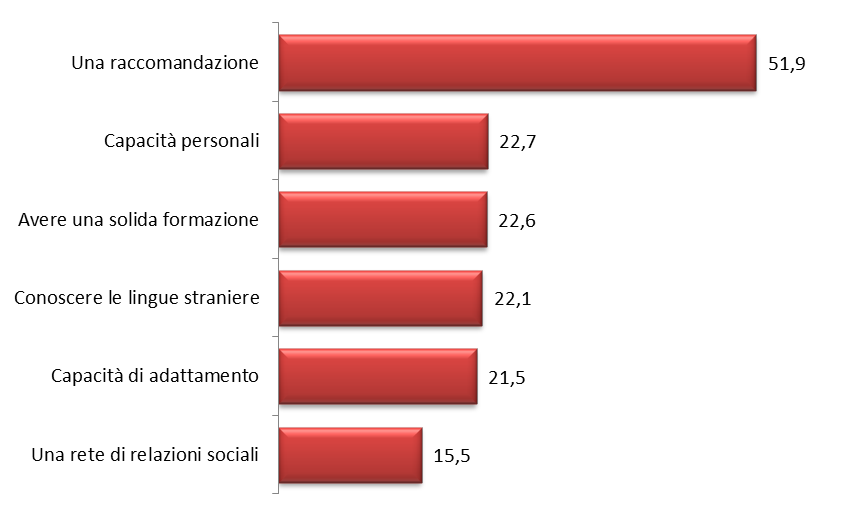 Una raccomandazione 51,9
Capacità personali 22,7
Avere una solida formazione 22,6
Conoscere le lingue straniere 22,1
Capacità di adattamento 21,5
Una rete di relazioni sociali 15,5